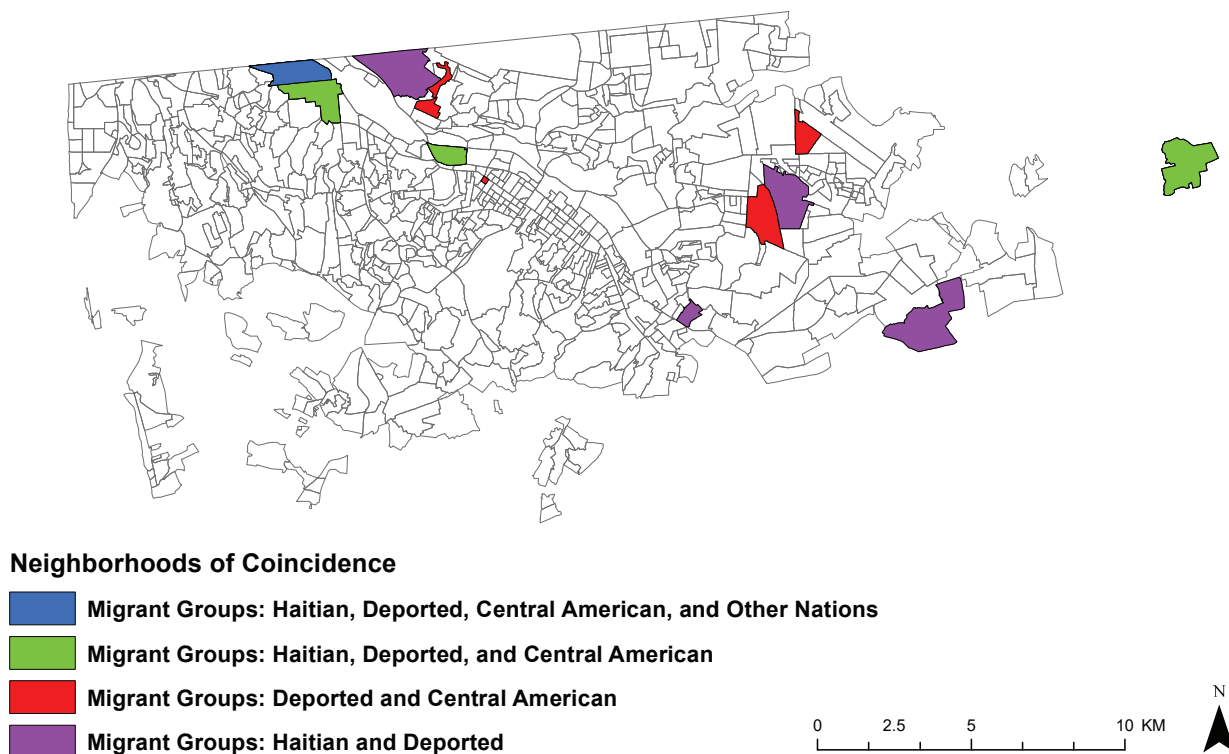 Neighborhoods of Coincidence
Migrant Groups: Haitian, Deported, Central American, and Other Nations
Migrant Groups: Haitian, Deported, and Central American
Migrant Groups: Deported and Central American
Migrant Groups: Haitian and Deported
0 2.5 5 10 KM
N